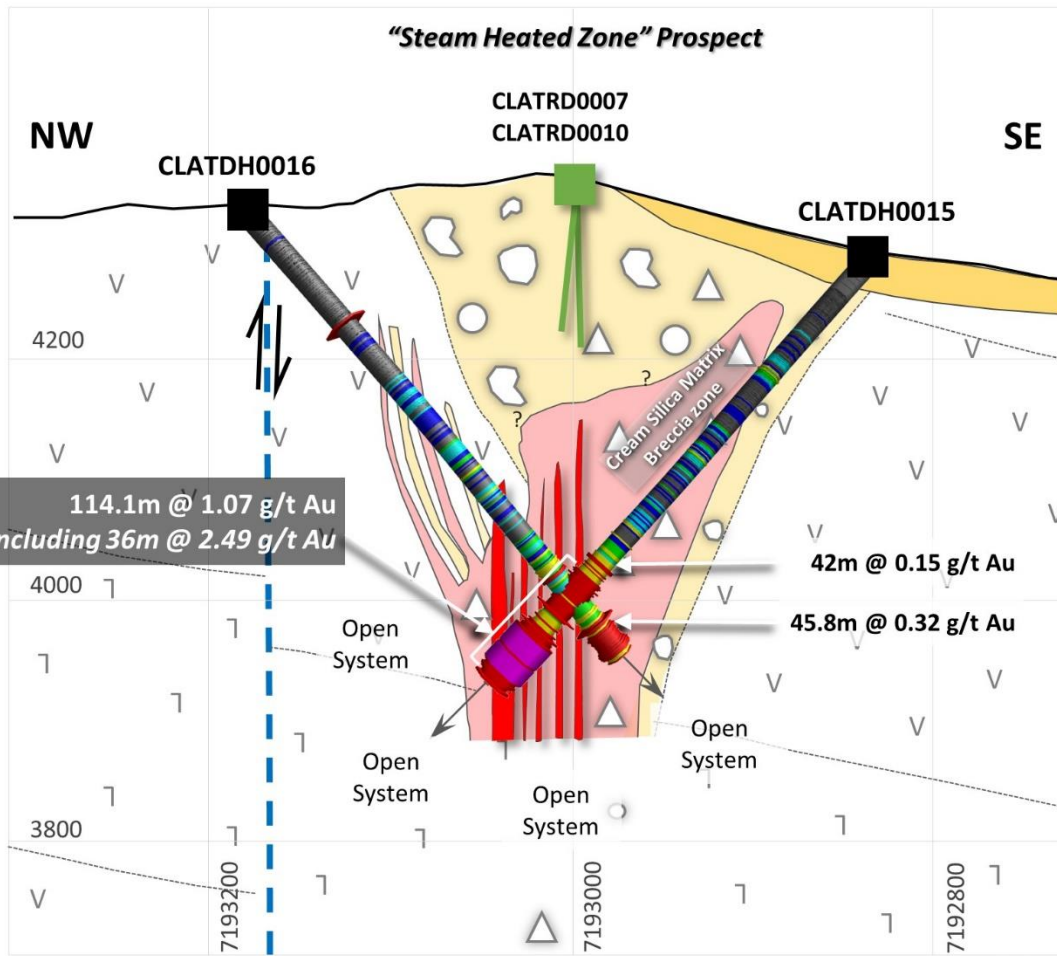 “Steam Heated Zone” Prospect
CLATRD0007
CLATRD0010
NW
SE
CLATDH0016
CLATDH0015
4200
?
?
Cream Silica Matrix
Breccia zone
114.1m @ 1.07 g/t Au
ncluding 36m @ 2.49 g/t Au
42m @ 0.15 g/t Au
4000
45.8m @ 0.32 g/t Au
Open
System
Open
System
Open
System
Open
System
3800
7193200
7193000
7192800